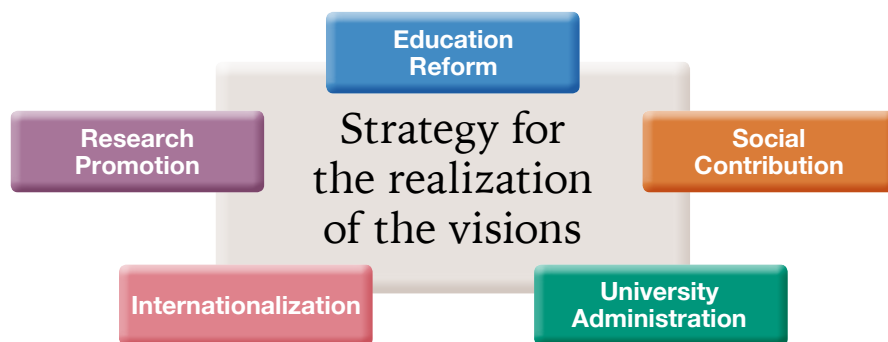 Education
Reform
Research
Promotion
Strategy for
the realization
of the visions
Social
Contribution
Internationalization
University
Administration